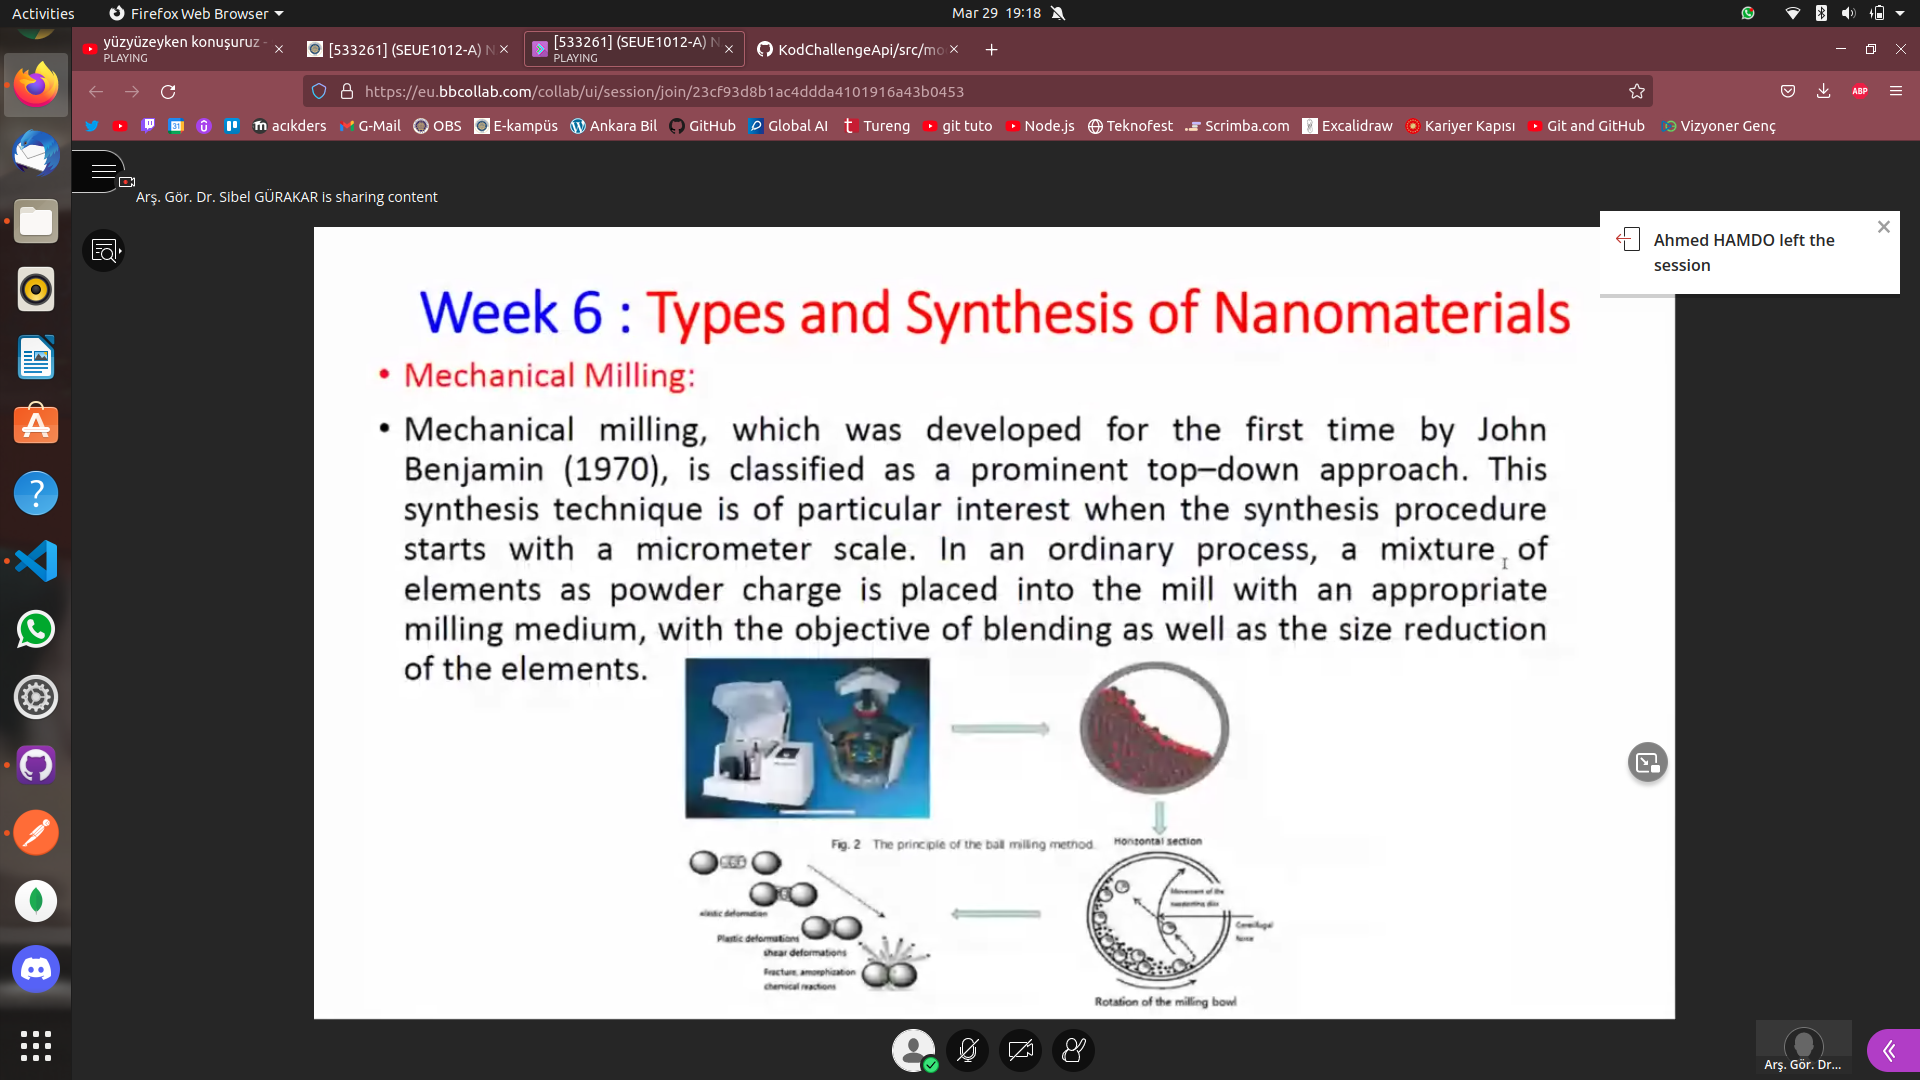 Activities
Firefox Web Browser
Mar 29 19:18
yüzyüzeyken konuşuruz -
PLAYING
[533261] (SEUE1012-A) N
[533261] (SEUE1012-A) N
PLAYING
KodChallengeApi/src/mo
https://eu.bbcollab.com/collab/ui/session/join/23cf93d8b1ac4ddda4101916a43b0453
ABP
31
açıkders
G-Mail
OBS
E-kampüs
Ankara Bil
GitHub
Global AI
Tureng
git tuto
Node.js
Teknofest
Scrimba.com
Excalidraw
Kariyer Kapısı
Git and GitHub
Vizyoner Genç
Arş. Gör. Dr. Sibel GÜRAKAR is sharing content
Ahmed HAMDO left the
session
Week 6 : Types and Synthesis of Nanomaterials
• Mechanical Milling:
• Mechanical milling, which was developed for the first time by John
Benjamin (1970), is classified as a prominent top–down approach. This
synthesis technique is of particular interest when the synthesis procedure
starts with a micrometer scale. In an ordinary process, a mixture of
elements as powder charge is placed into the mill with an appropriate
milling medium, with the objective of blending as well as the size reduction
of the elements.
Fig. 2 The principle of the ball milling method.
Horizontal section
elastic deformation
Plastic deformations
shear deformations
Fracture, amorphization
chemical reactions
Movement of the
Centrifugal
force
Rotation of the milling bowl
Arş. Gör. Dr...